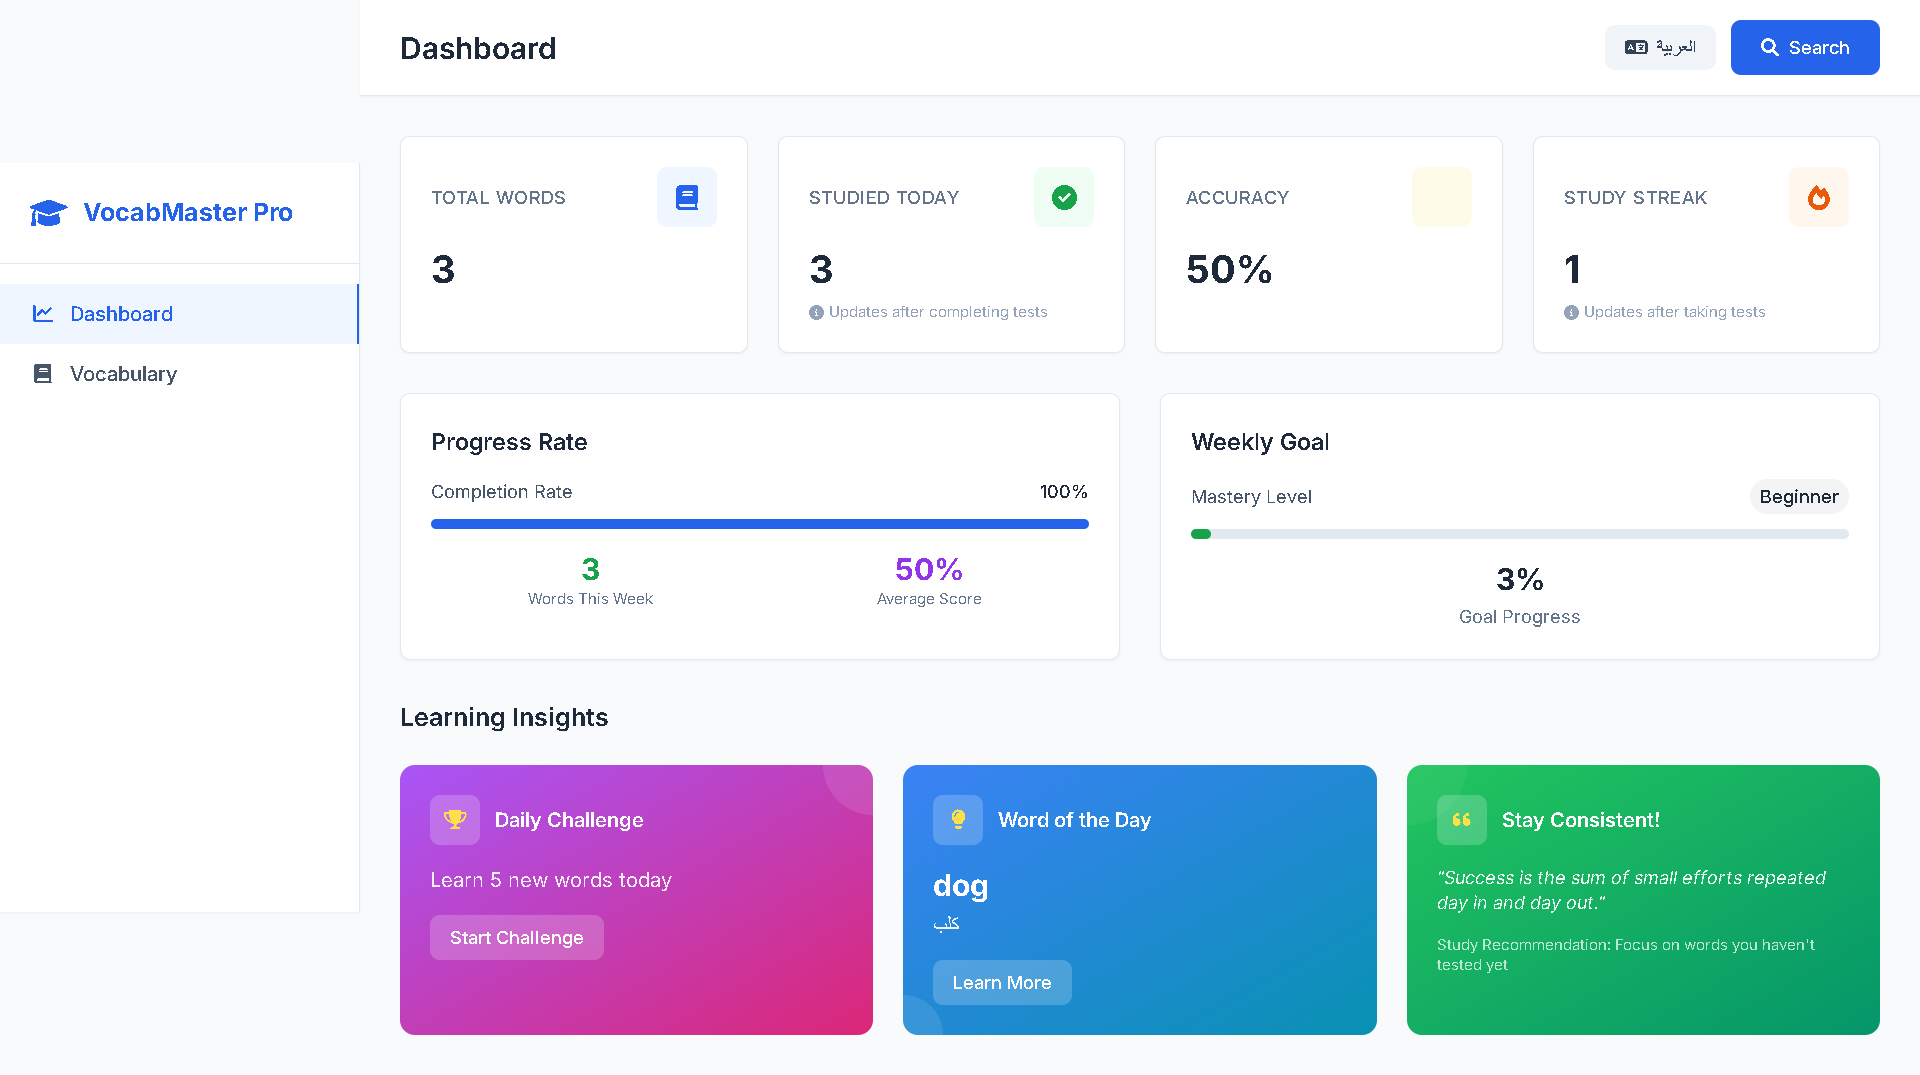 Dashboard
العربية
Search
VocabMaster Pro
Dashboard
Vocabulary
TOTAL WORDS
3
STUDIED TODAY
3
Updates after completing tests
ACCURACY
50%
STUDY STREAK
1
Updates after taking tests
Progress Rate
Completion Rate
100%
3
Words This Week
50%
Average Score
Weekly Goal
Mastery Level
Beginner
3%
Goal Progress
Learning Insights
Daily Challenge
Learn 5 new words today
Start Challenge
Word of the Day
dog
كلب
Learn More
Stay Consistent!
"Success is the sum of small efforts repeated
day in and day out."
Study Recommendation: Focus on words you haven't
tested yet